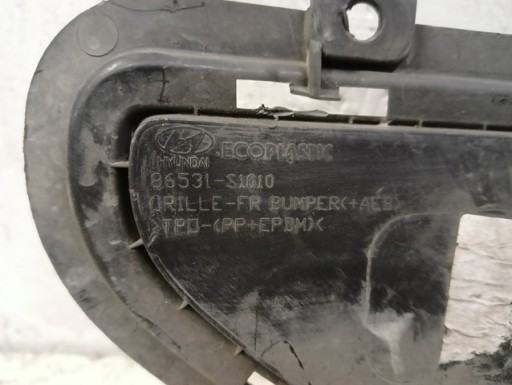 HYUNDAI ECOPLASTIC
86531-S1010
GRILLE-FR BUMPER(+AEB)
>TPO-(PP+EPDM)<